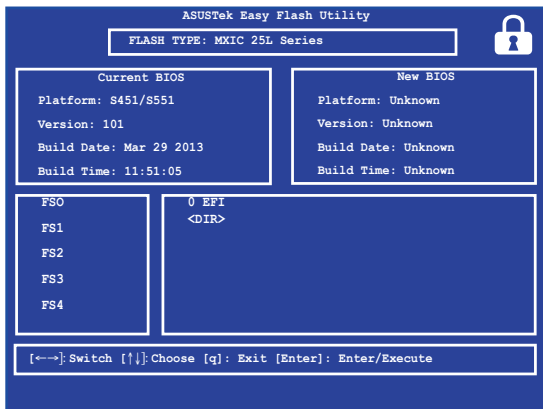 ASUSTek Easy Flash Utility
FLASH TYPE: MXIC 25L Series
Current BIOS
Platform: S451/S551
Version: 101
Build Date: Mar 29 2013
Build Time: 11:51:05
New BIOS
Platform: Unknown
Version: Unknown
Build Date: Unknown
Build Time: Unknown
FSO
FS1
FS2
FS3
FS4
0 EFI
<DIR>
[←→]: Switch [↑↓]: Choose [q]: Exit [Enter]: Enter/Execute